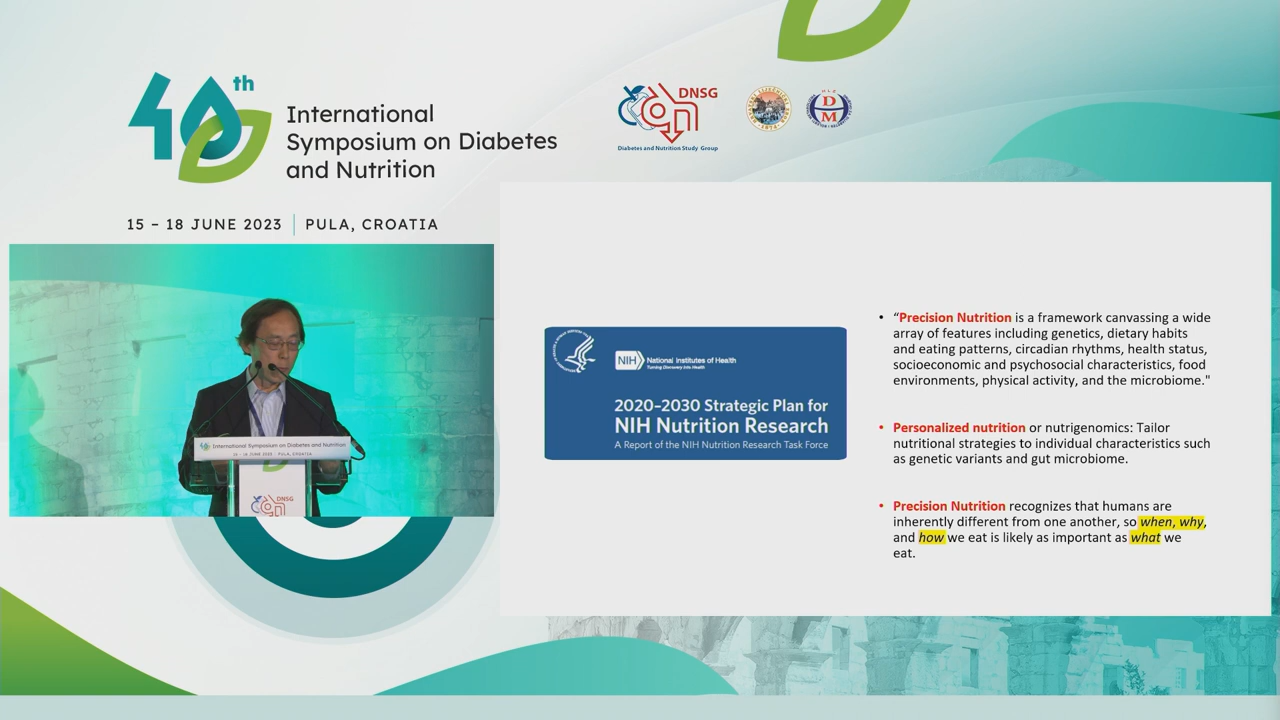 40th
International
Symposium on Diabetes
and Nutrition
15 – 18 JUNE 2023 | PULA, CROATIA
DNSG
Diabetes and Nutrition Study Group
D
M
International Symposium on Diabetes and Nutrition
15 - 18 JUNE 2023 | PULA, CROATIA
DNSG
NIH National Institutes of Health
Turning Discovery Into Health
2020–2030 Strategic Plan for
NIH Nutrition Research
A Report of the NIH Nutrition Research Task Force
• “Precision Nutrition is a framework canvassing a wide
array of features including genetics, dietary habits
and eating patterns, circadian rhythms, health status,
socioeconomic and psychosocial characteristics, food
environments, physical activity, and the microbiome."
• Personalized nutrition or nutrigenomics: Tailor
nutritional strategies to individual characteristics such
as genetic variants and gut microbiome.
• Precision Nutrition recognizes that humans are
inherently different from one another, so when, why,
and how we eat is likely as important as what we
eat.